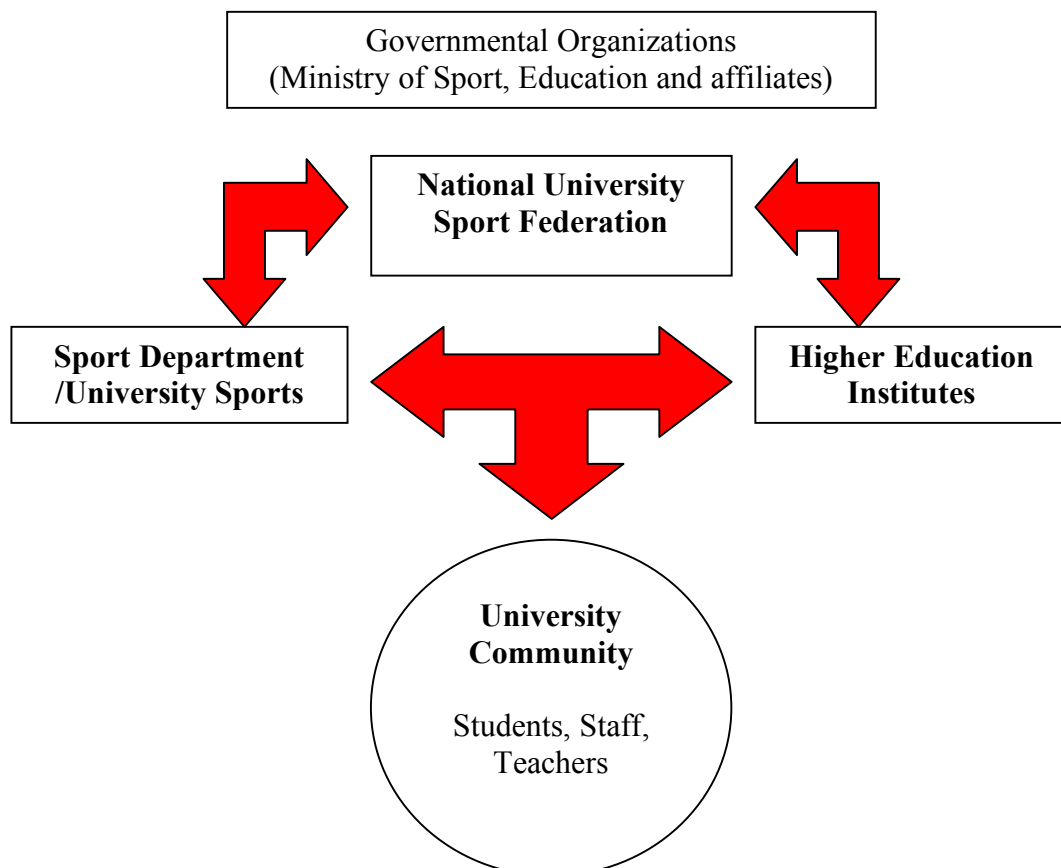 Governmental Organizations
(Ministry of Sport, Education and affiliates)
National University
Sport Federation
Sport Department
/University Sports
Higher Education
Institutes
University
Community
Students, Staff,
Teachers